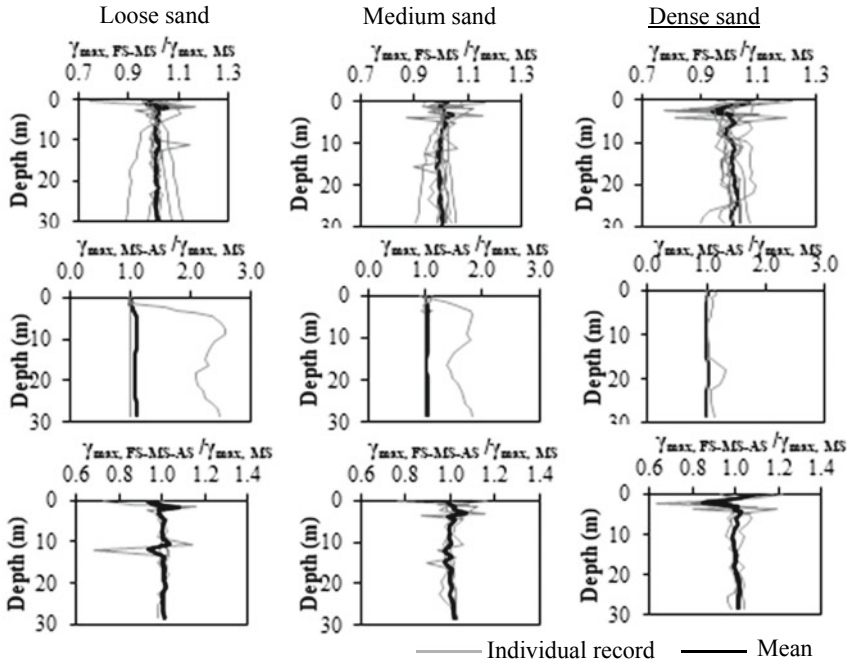 Loose sand Medium sand Dense sand
γmax, FS-MS /γmax, MS γmax, FS-MS /γmax, MS γmax, FS-MS /γmax, MS
0.7 0.9 1.1 1.3 0.7 0.9 1.1 1.3 0.7 0.9 1.1 1.3
0 0 0
10 10 10
20 20 20
30 30 30
Depth (m) Depth (m) Depth (m)
γmax, MS-AS /γmax, MS γmax, MS-AS /γmax, MS γmax, MS-AS /γmax, MS
0.0 1.0 2.0 3.0 0.0 1.0 2.0 3.0 0.0 1.0 2.0 3.0
0 0 0
10 10 10
20 20 20
30 30 30
Depth (m) Depth (m) Depth (m)
γmax, FS-MS-AS /γmax, MS γmax, FS-MS-AS /γmax, MS γmax, FS-MS-AS /γmax, MS
0.6 0.8 1.0 1.2 1.4 0.6 0.8 1.0 1.2 1.4 0.6 0.8 1.0 1.2 1.4
0 0 0
10 10 10
20 20 20
30 30 30
Depth (m) Depth (m) Depth (m)
Individual record Mean